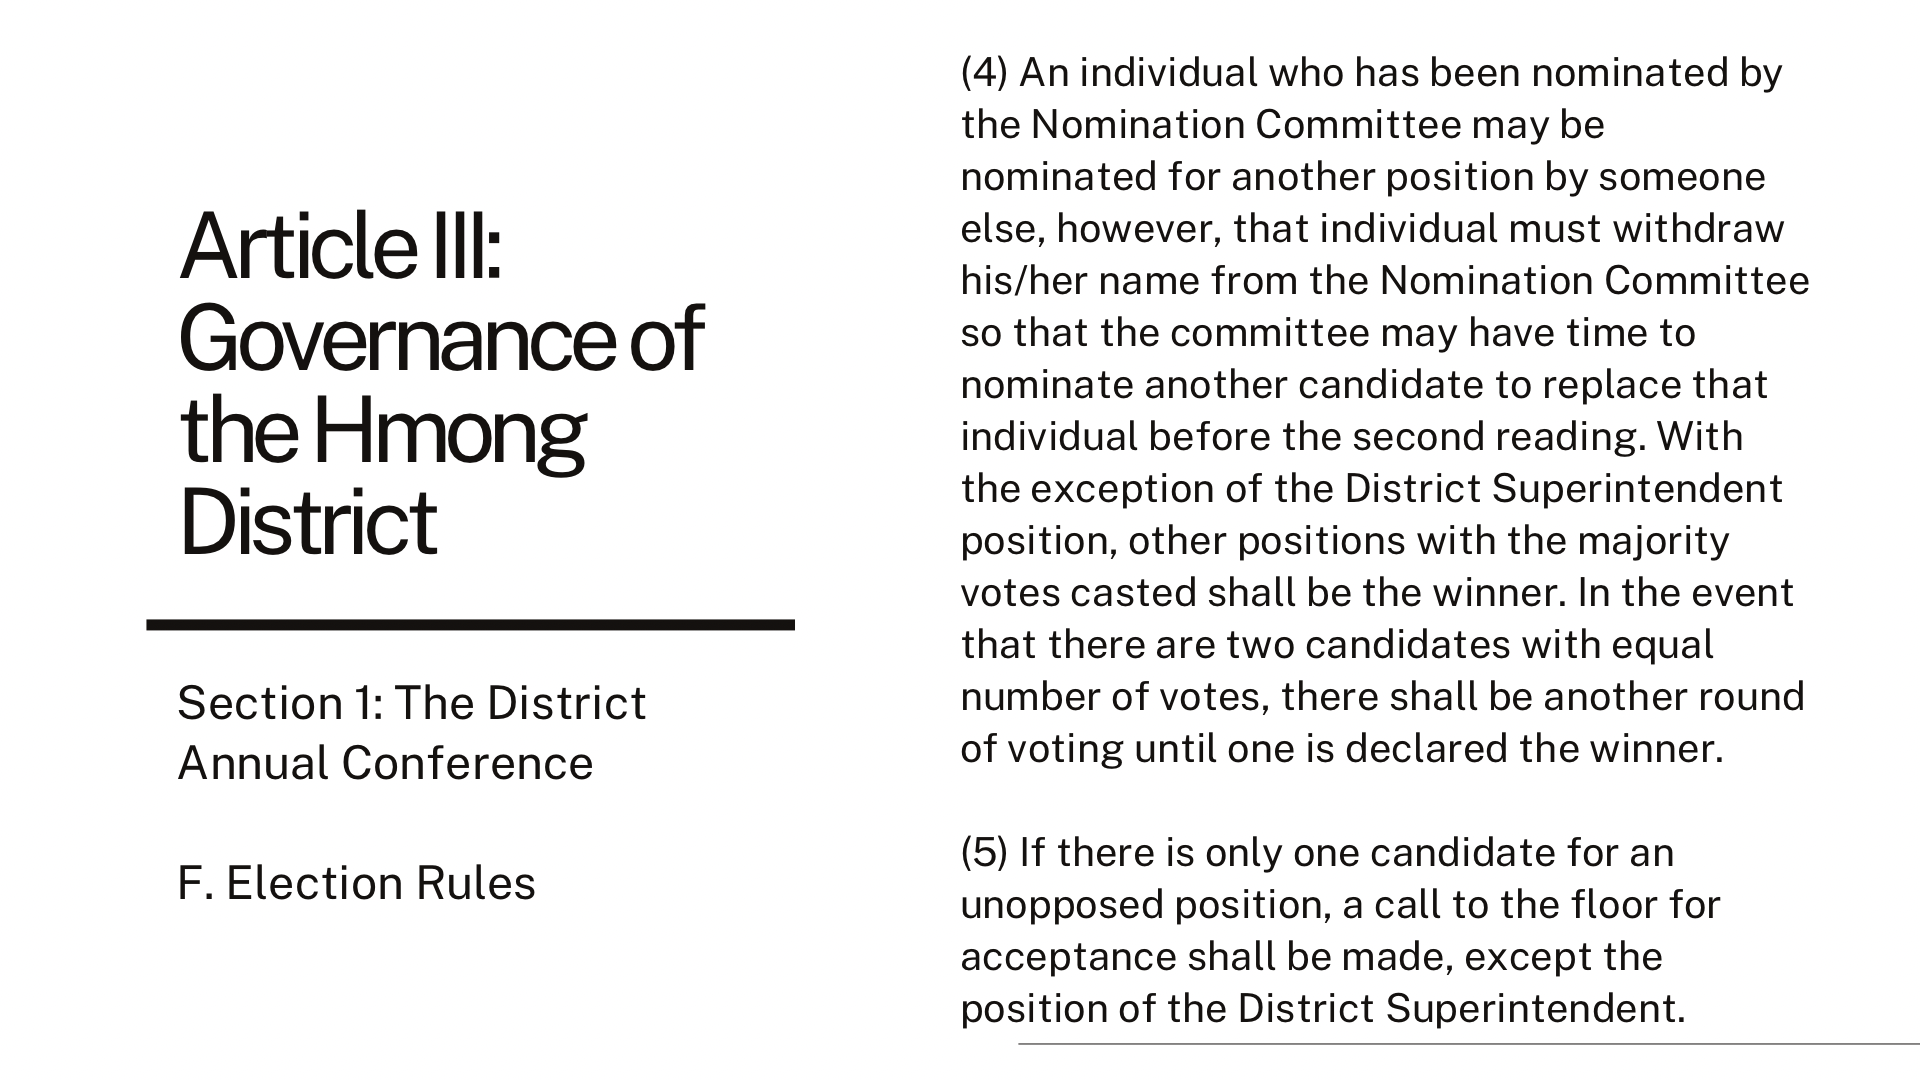 Article III:
Governance of
the Hmong
District
Section 1: The District
Annual Conference
F. Election Rules
(4) An individual who has been nominated by
the Nomination Committee may be
nominated for another position by someone
else, however, that individual must withdraw
his/her name from the Nomination Committee
so that the committee may have time to
nominate another candidate to replace that
individual before the second reading. With
the exception of the District Superintendent
position, other positions with the majority
votes casted shall be the winner. In the event
that there are two candidates with equal
number of votes, there shall be another round
of voting until one is declared the winner.
(5) If there is only one candidate for an
unopposed position, a call to the floor for
acceptance shall be made, except the
position of the District Superintendent.